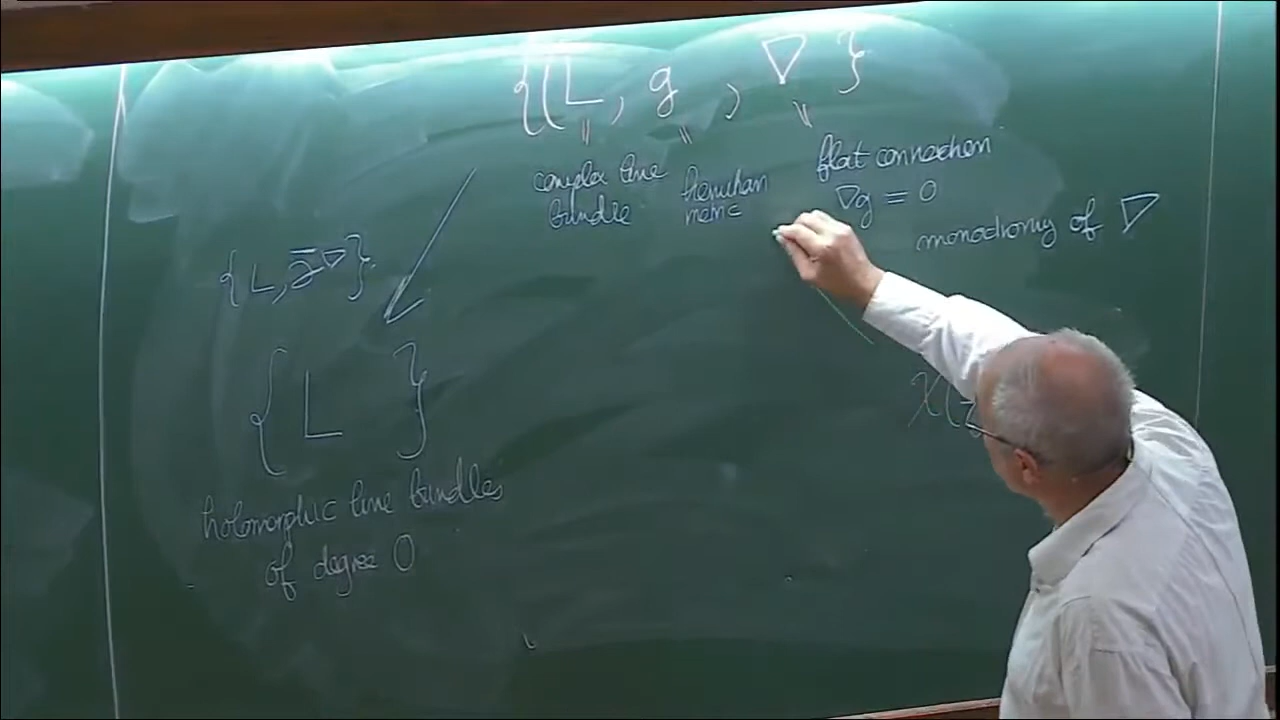 {(L, g, ∇}
complex line bundle
hermitian metric
flat connection
∇g = 0
monodromy of ∇
{L, ∂̄^∇}
{ L }
holomorphic line bundles
of degree 0
χ(